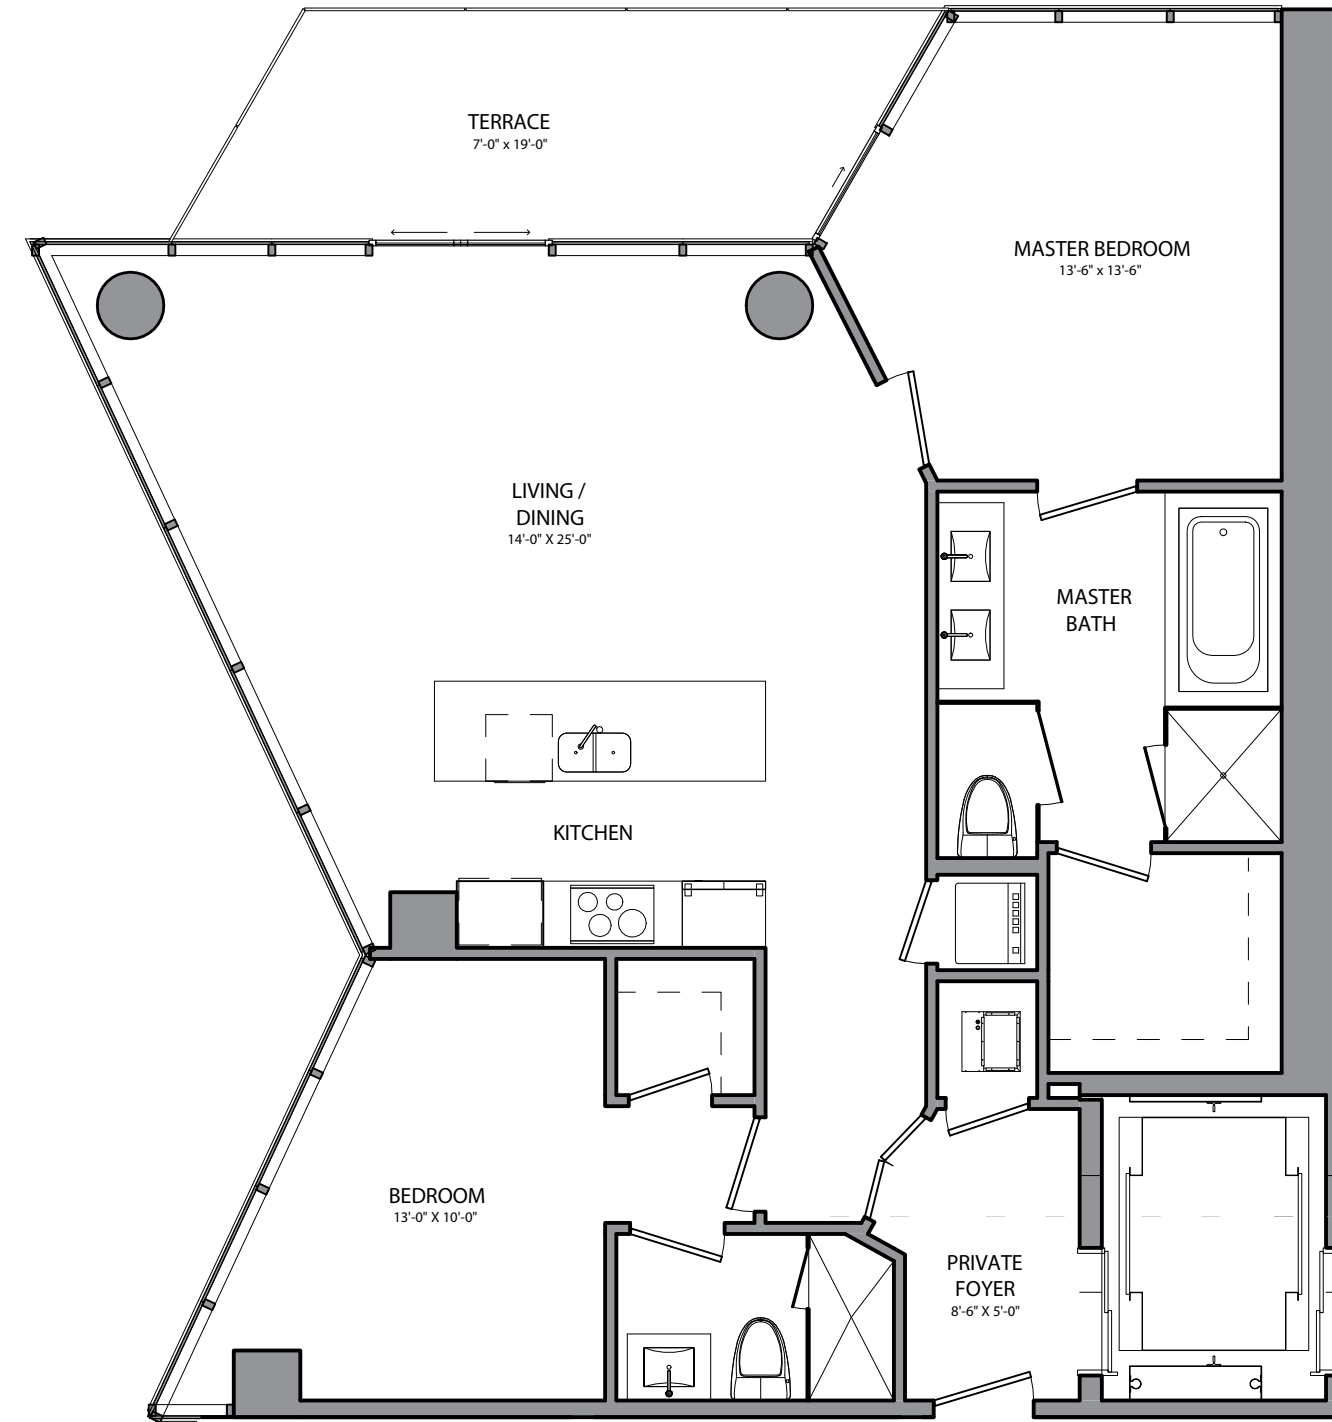 TERRACE
7'-0" x 19'-0"
MASTER BEDROOM
13'-6" x 13'-6"
LIVING /
DINING
14'-0" X 25'-0"
MASTER
BATH
KITCHEN
BEDROOM
13'-0" X 10'-0"
PRIVATE
FOYER
8'-6" X 5'-0"